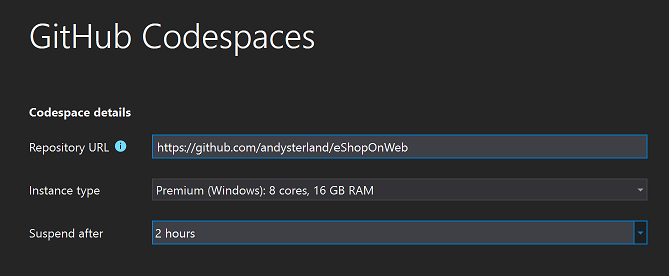 GitHub Codespaces
Codespace details
Repository URL https://github.com/andysterland/eShopOnWeb
Instance type Premium (Windows): 8 cores, 16 GB RAM
Suspend after 2 hours